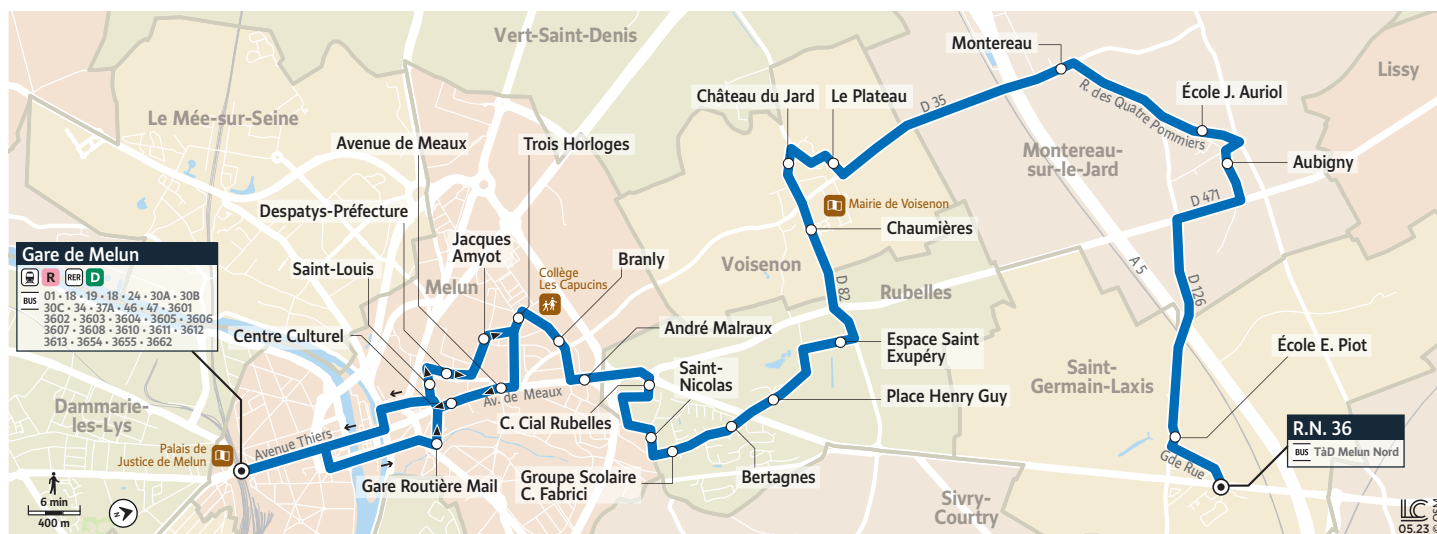 Vert-Saint-Denis
Montereau
Lissy
Château du Jard
Le Plateau
D 35
R. des Quatre Pommiers
École J. Auriol
Le Mée-sur-Seine
Avenue de Meaux
Trois Horloges
Montereau-
sur-le-Jard
Aubigny
D 471
Despatys-Préfecture
Mairie de Voisenon
Chaumières
Gare de Melun
R
RER
D
BUS
01 • 18 • 19 • 18 • 24 • 30A • 30B
30C • 34 • 37A • 46 • 47 • 3601
3602 • 3603 • 3604 • 3605 • 3606
3607 • 3608 • 3610 • 3611 • 3612
3613 • 3654 • 3655 • 3662
Saint-Louis
Jacques
Amyot
Melun
Collège
Les Capucins
Branly
Voisenon
D 82
Rubelles
A 5
D 126
Centre Culturel
André Malraux
Espace Saint
Exupéry
École E. Piot
Saint-
Germain-Laxis
Saint-
Nicolas
Av. de Meaux
Place Henry Guy
Dammarie-
les-Lys
C. Cial Rubelles
Avenue Thiers
Palais de
Justice de Melun
R.N. 36
BUS
TàD Melun Nord
Gde Rue
Gare Routière Mail
Groupe Scolaire
C. Fabrici
Bertagnes
Sivry-
Courtry
6 min
400 m
N
LC
05.23
© OSM